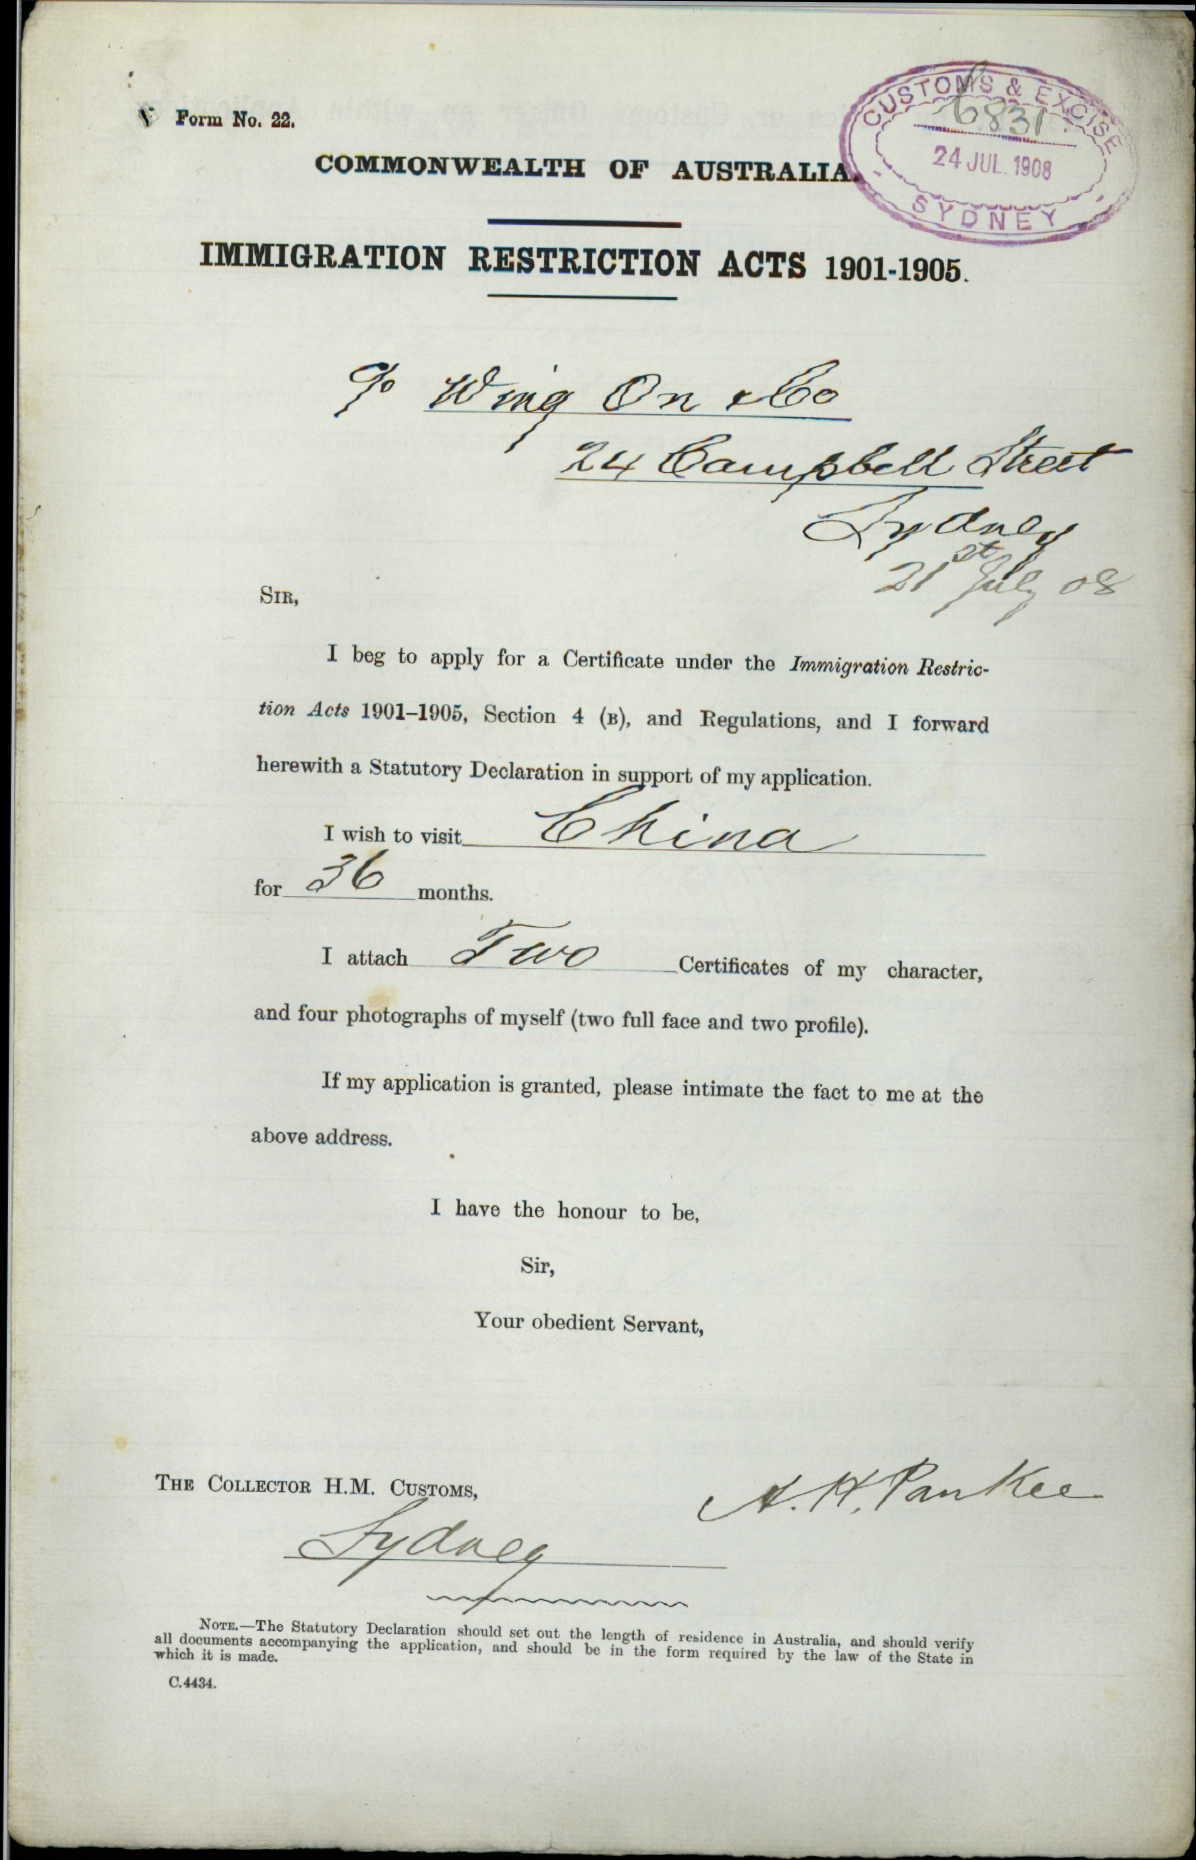 Form No. 22.
CUSTOMS & EXCISE
6831
24 JUL. 1908
SYDNEY
COMMONWEALTH OF AUSTRALIA.
IMMIGRATION RESTRICTION ACTS 1901-1905.
c/o Wing On & Co
24 Campbell Street
Sydney
21st July 08
SIR,
I beg to apply for a Certificate under the Immigration Restric-
tion Acts 1901–1905, Section 4 (B), and Regulations, and I forward
herewith a Statutory Declaration in support of my application.
I wish to visit China
for 36 months.
I attach Two Certificates of my character,
and four photographs of myself (two full face and two profile).
If my application is granted, please intimate the fact to me at the
above address.
I have the honour to be,
Sir,
Your obedient Servant,
THE COLLECTOR H.M. CUSTOMS,
A. H. Pan Kee
Sydney
NOTE.—The Statutory Declaration should set out the length of residence in Australia, and should verify
all documents accompanying the application, and should be in the form required by the law of the State in
which it is made.
C.4434.